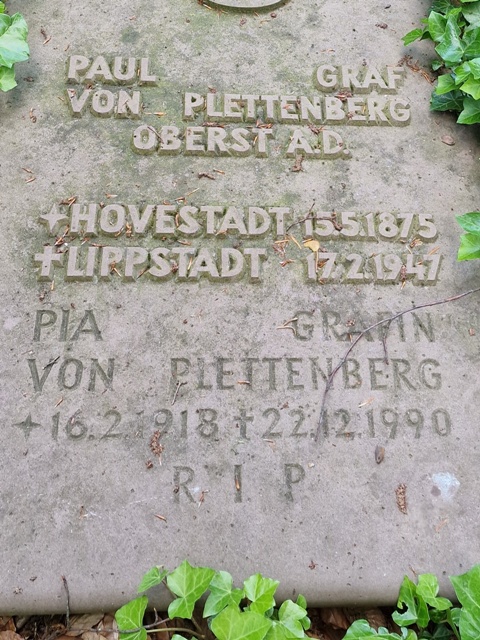 PAUL GRAF
VON PLETTENBERG
OBERST A.D.
✦HOVESTADT 15.5.1875
✝LIPPSTADT 17.2.1947
PIA GRÄFIN
VON PLETTENBERG
✦16.2.1918 ✝22.12.1990
R I P